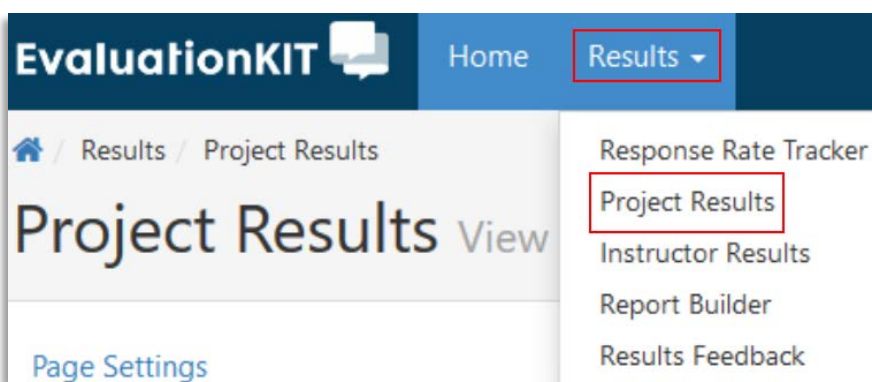 EvaluationKIT
Home
Results
/ Results / Project Results
Project Results View
Page Settings
Response Rate Tracker
Project Results
Instructor Results
Report Builder
Results Feedback